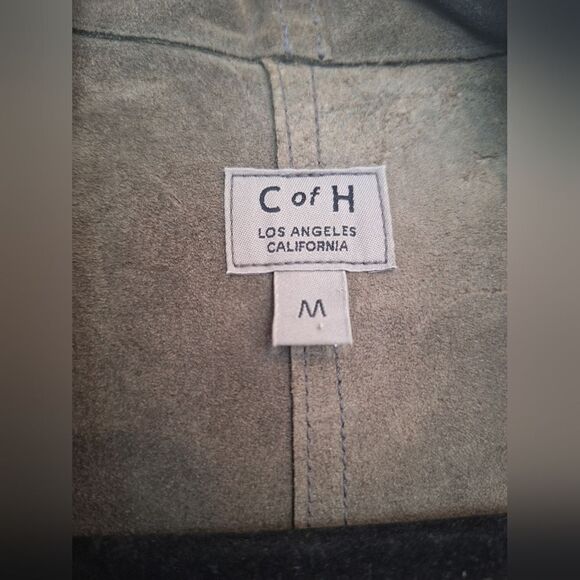 C of H
LOS ANGELES
CALIFORNIA
M